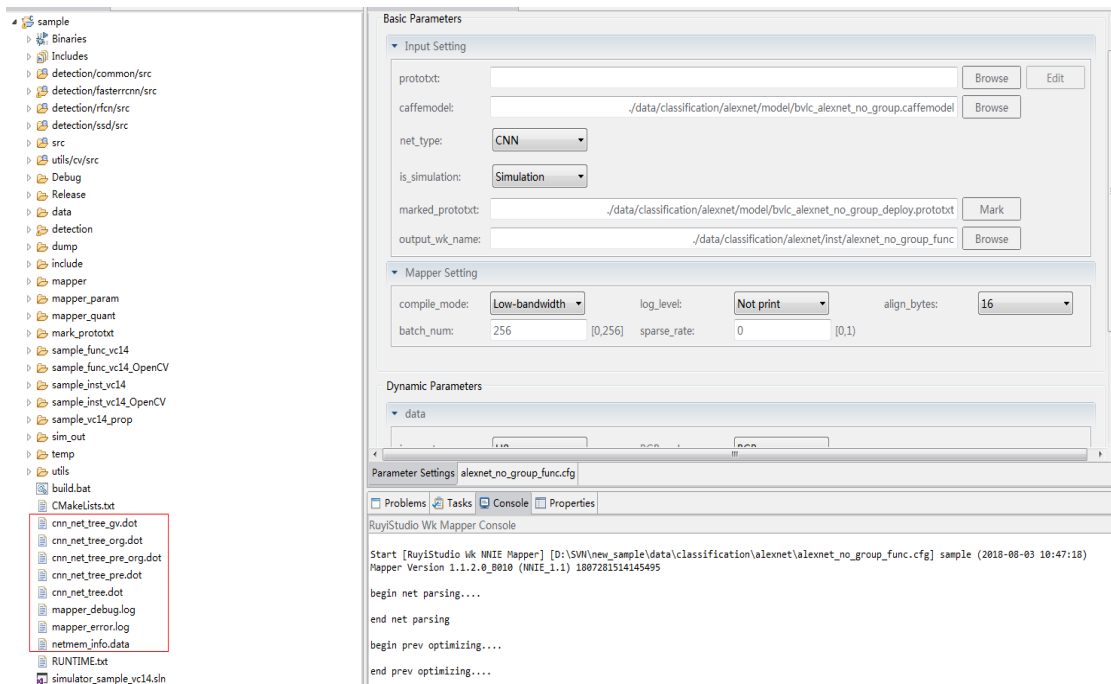 sample
Binaries
Includes
detection/common/src
detection/fasterrcnn/src
detection/rfcn/src
detection/ssd/src
src
utils/cv/src
Debug
Release
data
detection
dump
include
mapper
mapper_param
mapper_quant
mark_prototxt
sample_func_vc14
sample_func_vc14_OpenCV
sample_inst_vc14
sample_inst_vc14_OpenCV
sample_vc14_prop
sim_out
temp
utils
build.bat
CMakeLists.txt
cnn_net_tree_gv.dot
cnn_net_tree_org.dot
cnn_net_tree_pre_org.dot
cnn_net_tree_pre.dot
cnn_net_tree.dot
mapper_debug.log
mapper_error.log
netmem_info.data
RUNTIME.txt
simulator_sample_vc14.sln
Basic Parameters
Input Setting
prototxt: Browse Edit
caffemodel: ./data/classification/alexnet/model/bvlc_alexnet_no_group.caffemodel Browse
net_type: CNN
is_simulation: Simulation
marked_prototxt: ./data/classification/alexnet/model/bvlc_alexnet_no_group_deploy.prototxt Mark
output_wk_name: ./data/classification/alexnet/inst/alexnet_no_group_func Browse
Mapper Setting
compile_mode: Low-bandwidth log_level: Not print align_bytes: 16
batch_num: 256 [0,256] sparse_rate: 0 [0,1)
Dynamic Parameters
data
Parameter Settings alexnet_no_group_func.cfg
Problems Tasks Console Properties
RuyiStudio Wk Mapper Console
Start [RuyiStudio Wk NNIE Mapper] [D:\SVN\new_sample\data\classification\alexnet\alexnet_no_group_func.cfg] sample (2018-08-03 10:47:18)
Mapper Version 1.1.2.0_B010 (NNIE_1.1) 1807281514145495
begin net parsing....
end net parsing
begin prev optimizing....
end prev optimizing....